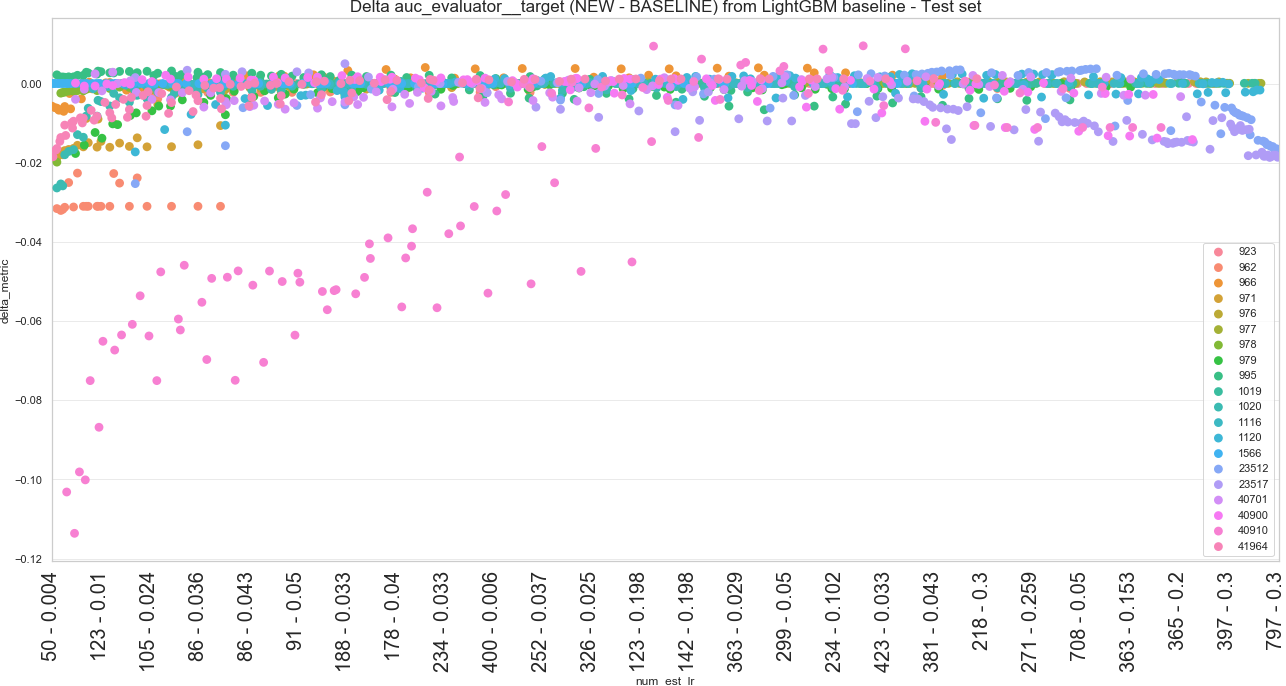 Delta auc_evaluator__target (NEW - BASELINE) from LightGBM baseline - Test set
delta_metric
0.00
−0.02
−0.04
−0.06
−0.08
−0.10
−0.12
923
962
966
971
976
977
978
979
995
1019
1020
1116
1120
1566
23512
23517
40701
40900
40910
41964
50 - 0.004
123 - 0.01
105 - 0.024
86 - 0.036
86 - 0.043
91 - 0.05
188 - 0.033
178 - 0.04
234 - 0.033
400 - 0.006
252 - 0.037
326 - 0.025
123 - 0.198
142 - 0.198
363 - 0.029
299 - 0.05
234 - 0.102
423 - 0.033
381 - 0.043
218 - 0.3
271 - 0.259
708 - 0.05
363 - 0.153
365 - 0.2
397 - 0.3
797 - 0.3
num_est_lr